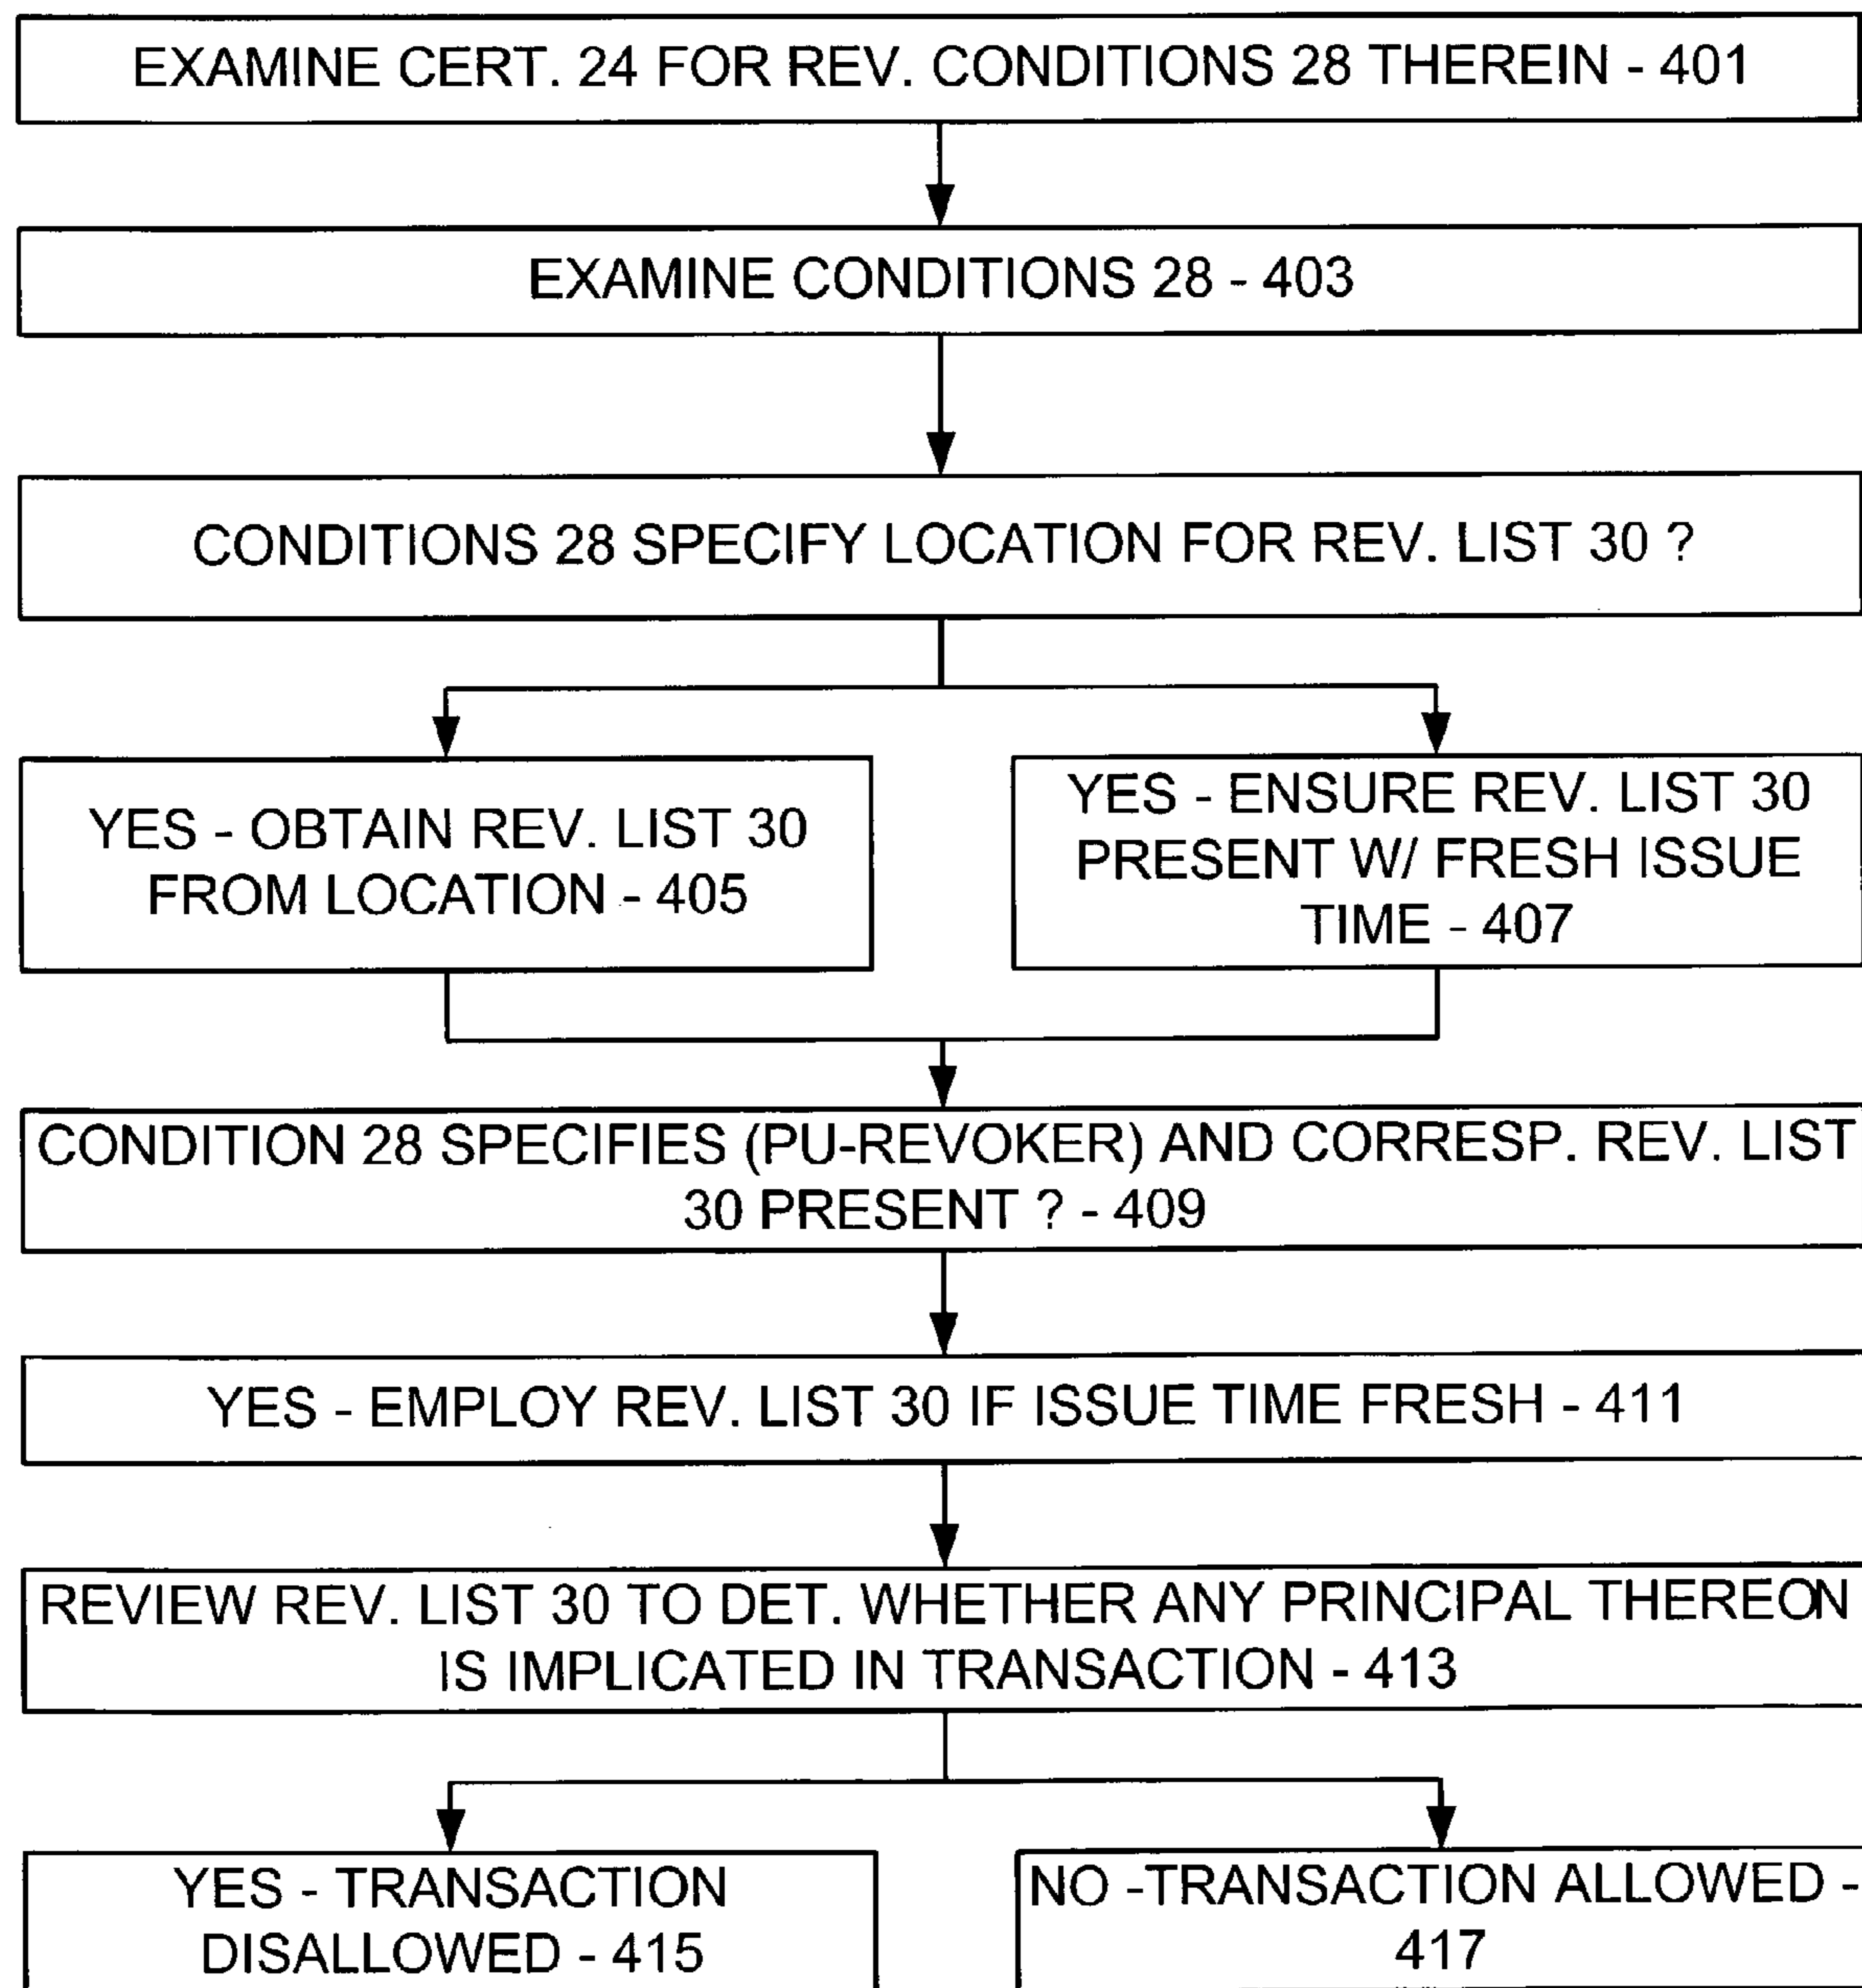 EXAMINE CERT. 24 FOR REV. CONDITIONS 28 THEREIN - 401
EXAMINE CONDITIONS 28 - 403
CONDITIONS 28 SPECIFY LOCATION FOR REV. LIST 30 ?
YES - OBTAIN REV. LIST 30
FROM LOCATION - 405
YES - ENSURE REV. LIST 30
PRESENT W/ FRESH ISSUE
TIME - 407
CONDITION 28 SPECIFIES (PU-REVOKER) AND CORRESP. REV. LIST
30 PRESENT ? - 409
YES - EMPLOY REV. LIST 30 IF ISSUE TIME FRESH - 411
REVIEW REV. LIST 30 TO DET. WHETHER ANY PRINCIPAL THEREON
IS IMPLICATED IN TRANSACTION - 413
YES - TRANSACTION
DISALLOWED - 415
NO -TRANSACTION ALLOWED -
417